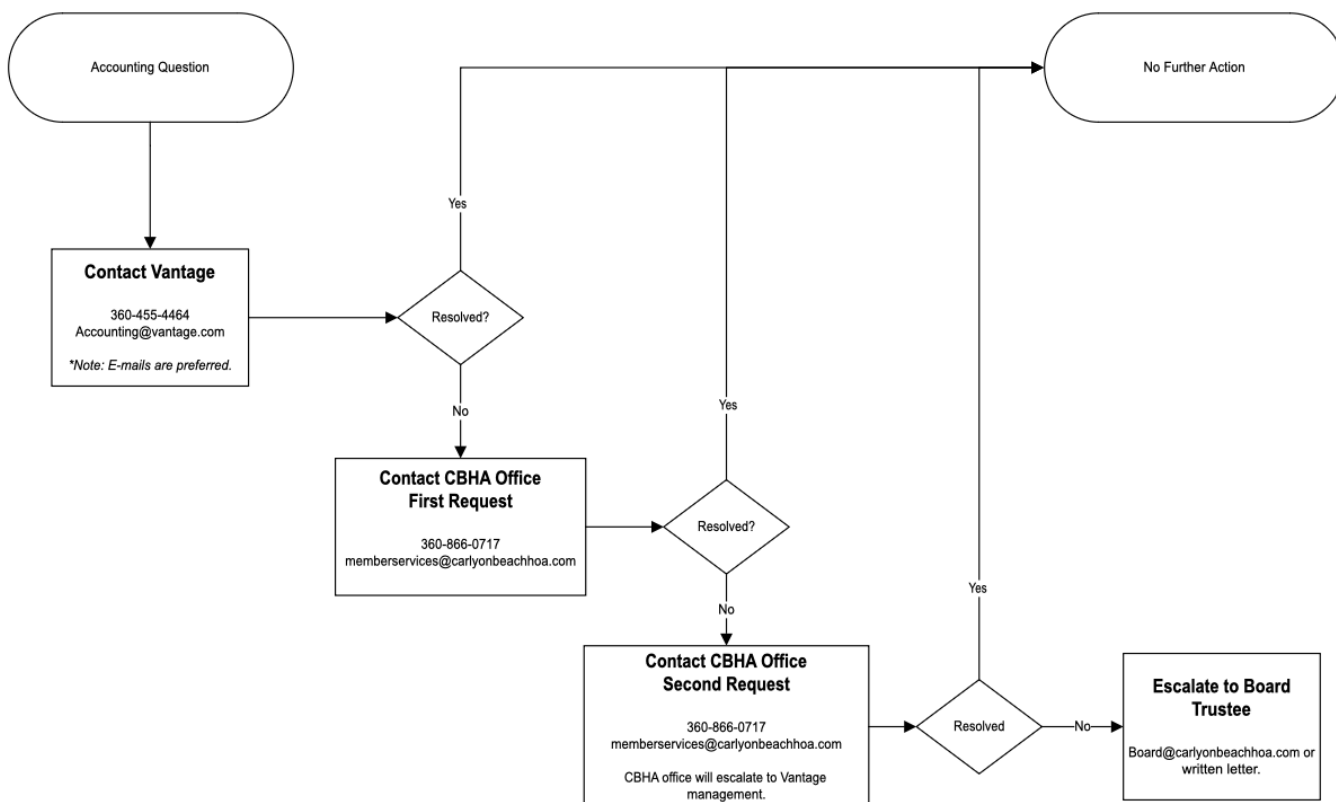 Accounting Question
No Further Action
Yes
Contact Vantage
360-455-4464
Accounting@vantage.com
*Note: E-mails are preferred.
Resolved?
No
Yes
Contact CBHA Office
First Request
360-866-0717
memberservices@carlyonbeachhoa.com
Resolved?
No
Yes
Contact CBHA Office
Second Request
360-866-0717
memberservices@carlyonbeachhoa.com
CBHA office will escalate to Vantage
management.
Resolved
No
Escalate to Board
Trustee
Board@carlyonbeachhoa.com or
written letter.